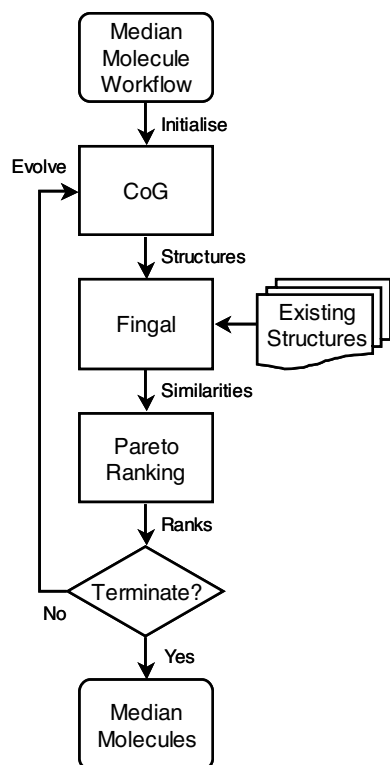 Median
Molecule
Workflow
Initialise
Evolve
CoG
Structures
Fingal
Existing
Structures
Similarities
Pareto
Ranking
Ranks
Terminate?
No
Yes
Median
Molecules